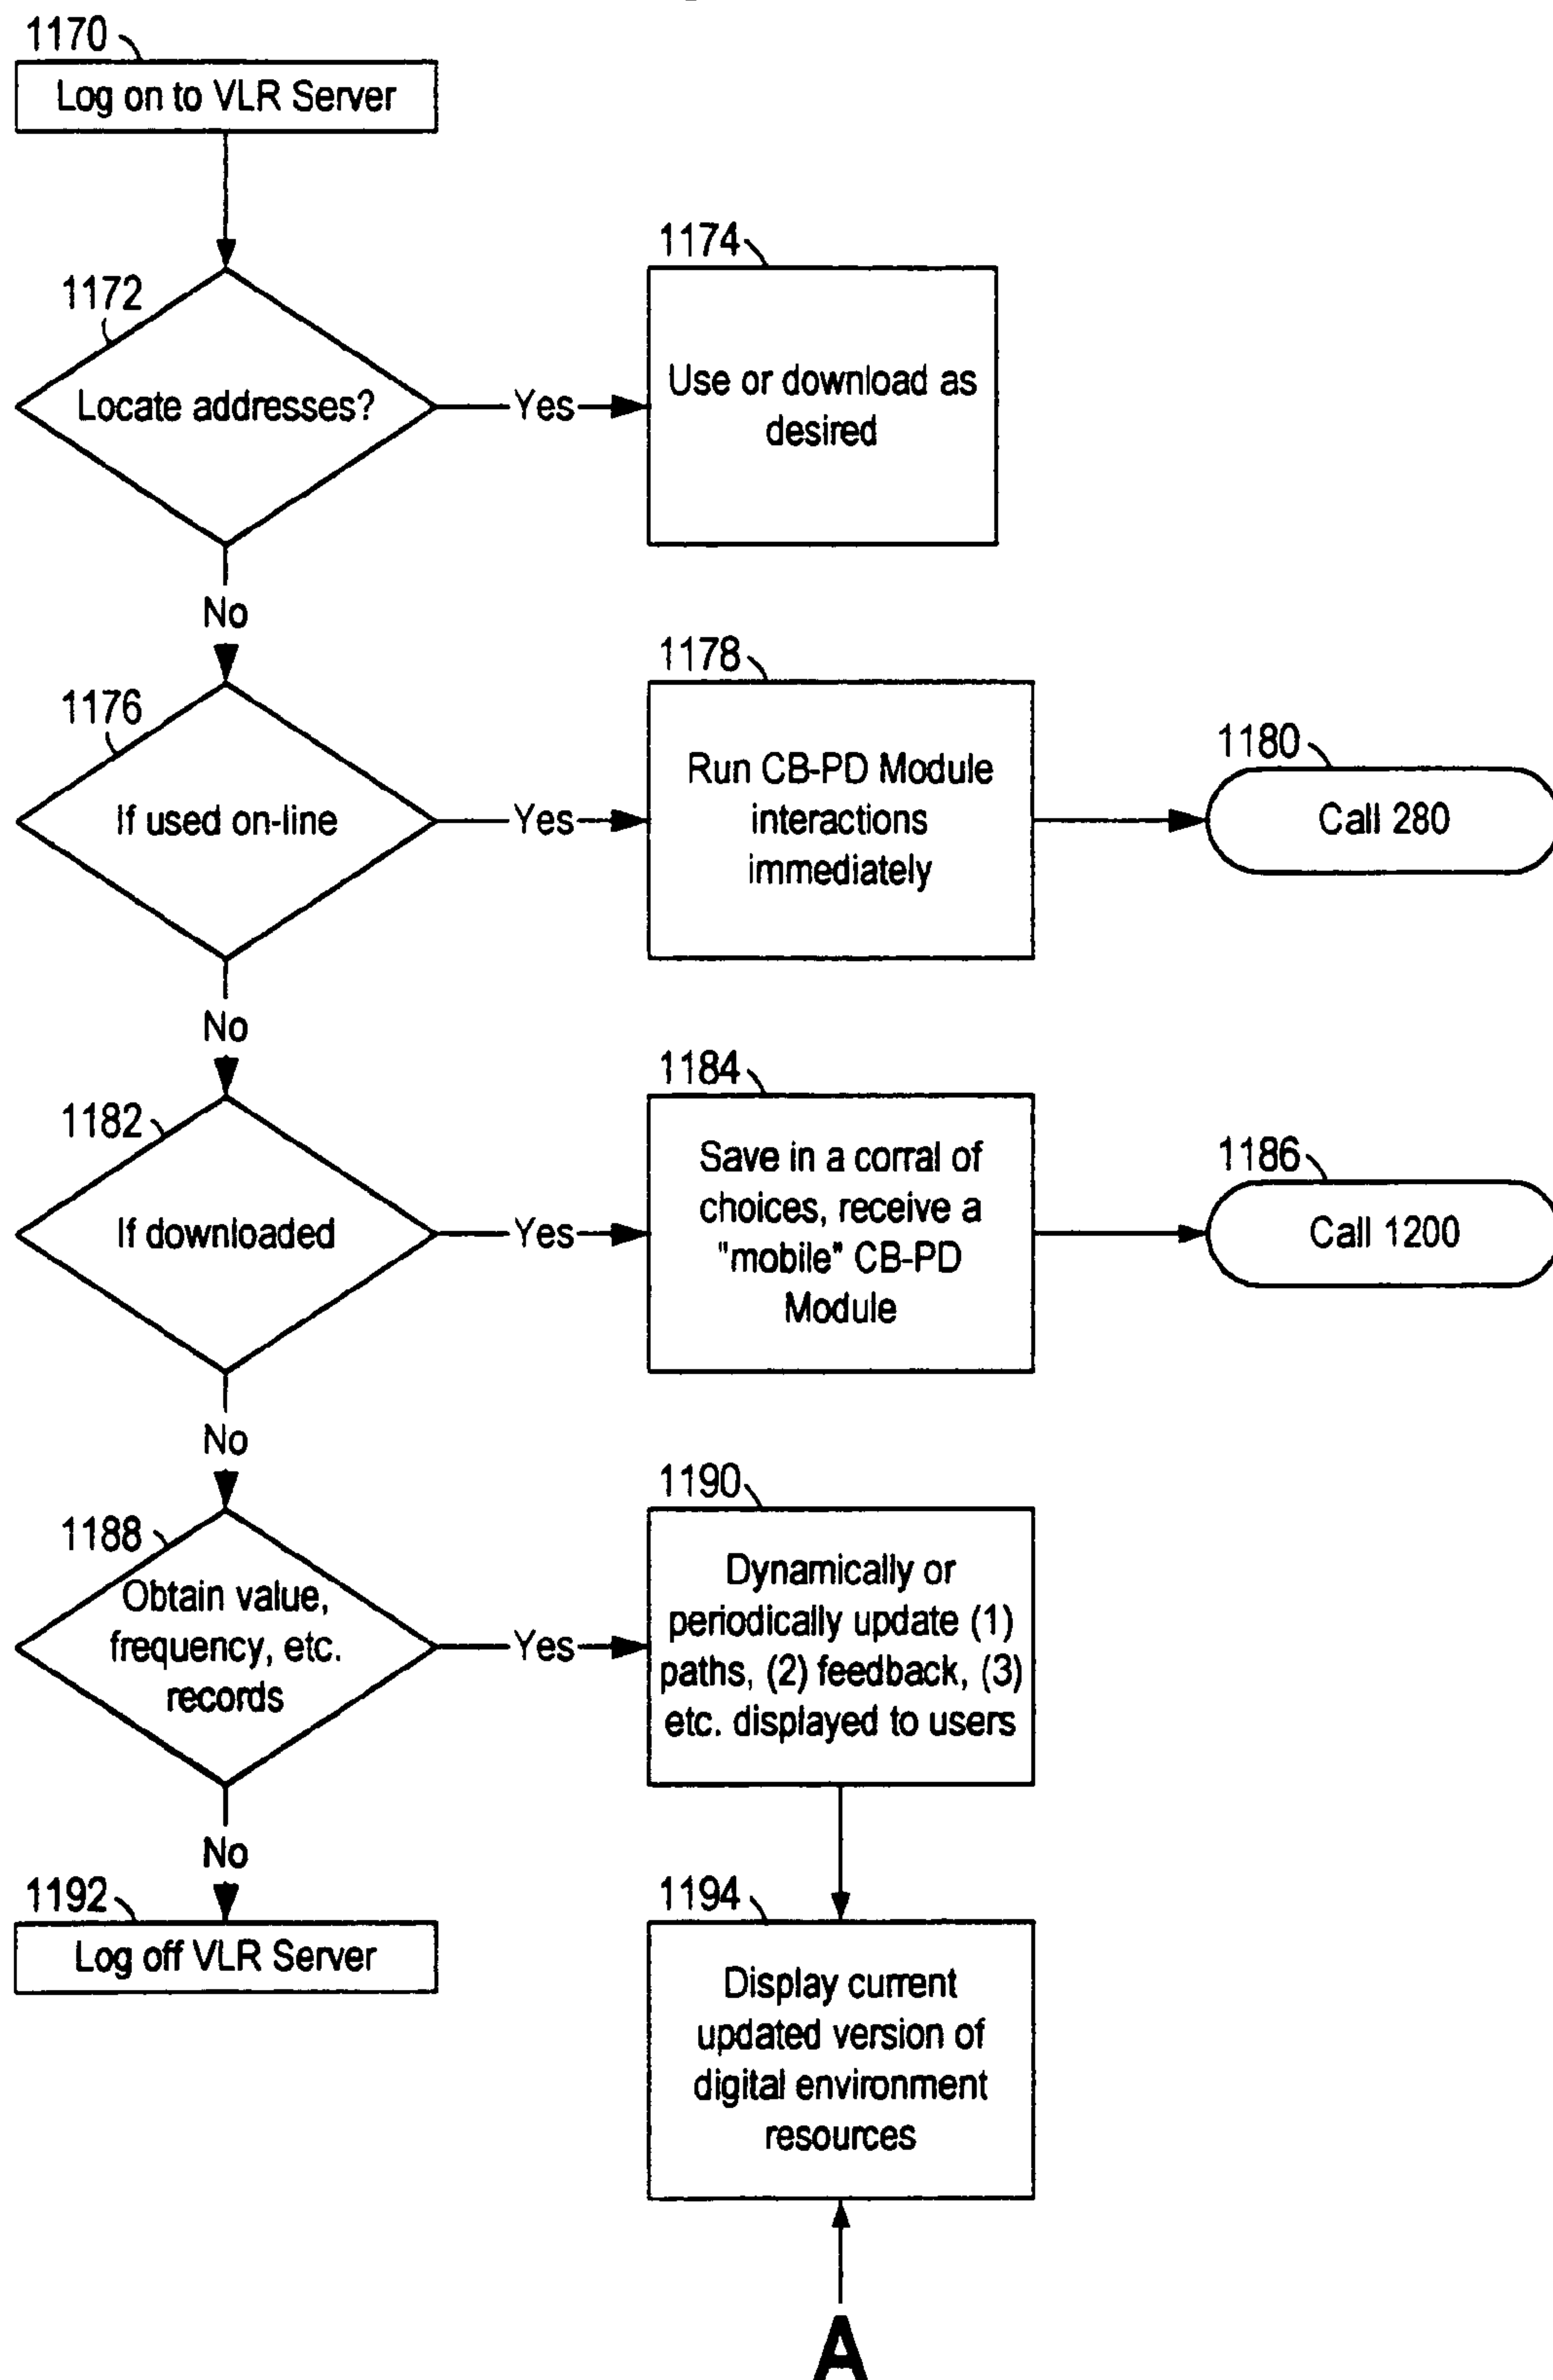 1170
Log on to VLR Server
1172
Locate addresses?
Yes
1174
Use or download as
desired
No
1176
If used on-line
Yes
1178
Run CB-PD Module
interactions
immediately
1180
Call 280
No
1182
If downloaded
Yes
1184
Save in a corral of
choices, receive a
"mobile" CB-PD
Module
1186
Call 1200
No
1188
Obtain value,
frequency, etc.
records
Yes
1190
Dynamically or
periodically update (1)
paths, (2) feedback, (3)
etc. displayed to users
No
1192
Log off VLR Server
1194
Display current
updated version of
digital environment
resources
A